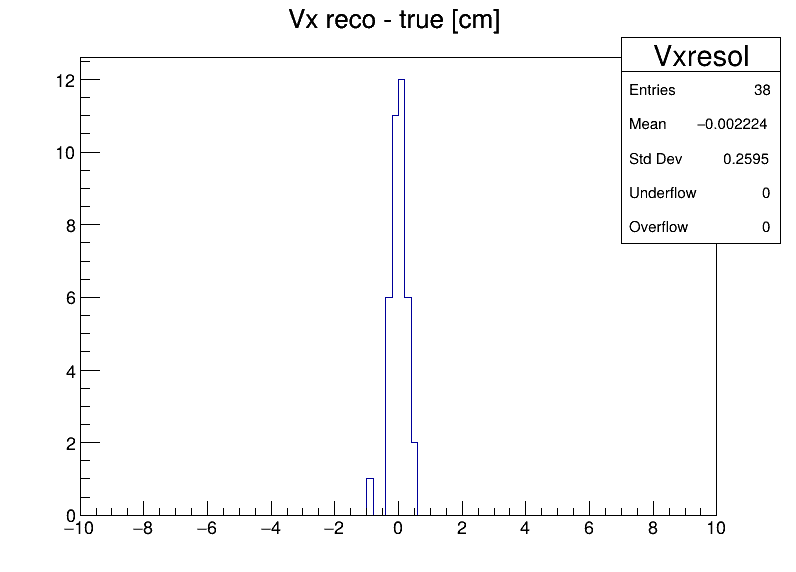 Vx reco - true [cm]
Vxresol
Entries 38
Mean −0.002224
Std Dev 0.2595
Underflow 0
Overflow 0
12
10
8
6
4
2
0
−10 −8 −6 −4 −2 0 2 4 6 8 10